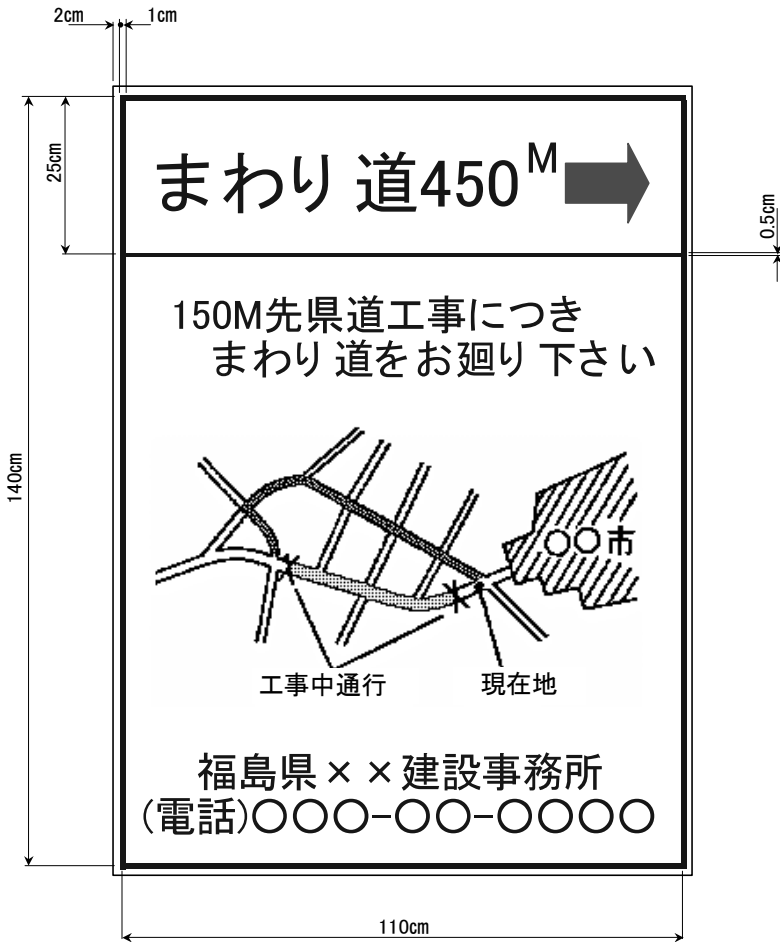 2cm
1cm
25cm
まわり道450M
0.5cm
150M先県道工事につき
まわり道をお廻り下さい
140cm
○○市
工事中通行
現在地
福島県××建設事務所
(電話)○○○-○○-○○○○
110cm